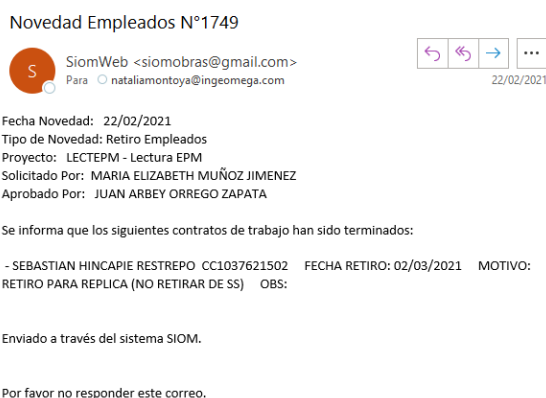 Novedad Empleados N°1749
S
SiomWeb <siomobras@gmail.com>
Para nataliamontoya@ingeomega.com
22/02/2021
Fecha Novedad: 22/02/2021
Tipo de Novedad: Retiro Empleados
Proyecto: LECTEPM - Lectura EPM
Solicitado Por: MARIA ELIZABETH MUÑOZ JIMENEZ
Aprobado Por: JUAN ARBEY ORREGO ZAPATA
Se informa que los siguientes contratos de trabajo han sido terminados:
- SEBASTIAN HINCAPIE RESTREPO CC1037621502 FECHA RETIRO: 02/03/2021 MOTIVO:
RETIRO PARA REPLICA (NO RETIRAR DE SS) OBS:
Enviado a través del sistema SIOM.
Por favor no responder este correo.